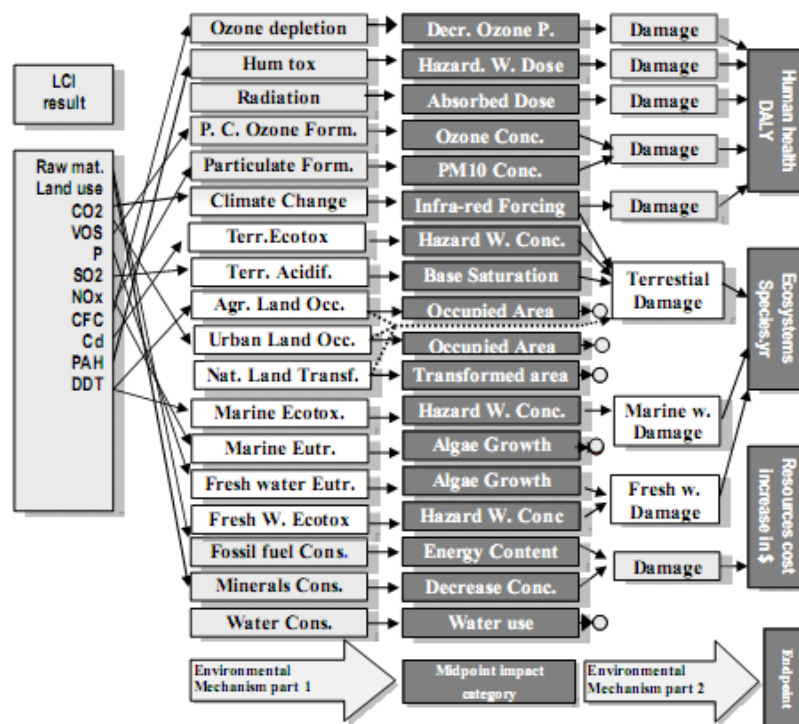 LCI
result
Raw mat.
Land use
CO2
VOS
P
SO2
NOx
CFC
Cd
PAH
DDT
Ozone depletion
Hum tox
Radiation
P. C. Ozone Form.
Particulate Form.
Climate Change
Terr.Ecotox
Terr. Acidif.
Agr. Land Occ.
Urban Land Occ.
Nat. Land Transf.
Marine Ecotox.
Marine Eutr.
Fresh water Eutr.
Fresh W. Ecotox
Fossil fuel Cons.
Minerals Cons.
Water Cons.
Decr. Ozone P.
Hazard. W. Dose
Absorbed Dose
Ozone Conc.
PM10 Conc.
Infra-red Forcing
Hazard W. Conc.
Base Saturation
Occupied Area
Occupied Area
Transformed area
Hazard W. Conc.
Algae Growth
Algae Growth
Hazard W. Conc
Energy Content
Decrease Conc.
Water use
Damage
Damage
Damage
Damage
Damage
Terrestial
Damage
Marine w.
Damage
Fresh w.
Damage
Damage
Human health
DALY
Ecosystems
Species.yr
Resources cost
increase in $
Environmental
Mechanism part 1
Midpoint impact
category
Environmental
Mechanism part 2
Endpoint